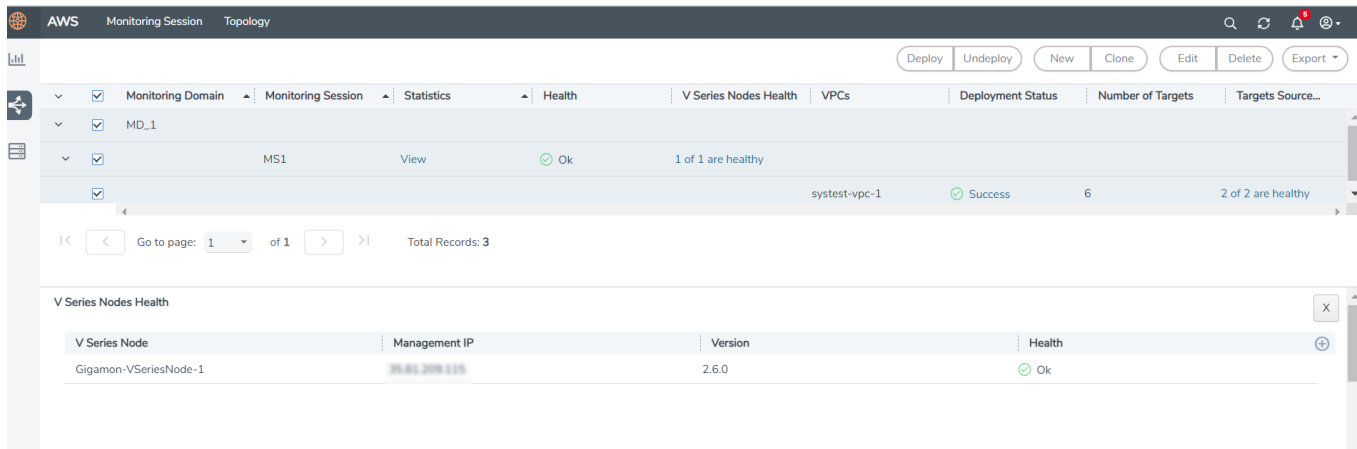 AWS Monitoring Session Topology 5
Deploy Undeploy New Clone Edit Delete Export
Monitoring Domain Monitoring Session Statistics Health V Series Nodes Health VPCs Deployment Status Number of Targets Targets Source...
MD_1
MS1 View Ok 1 of 1 are healthy
systest-vpc-1 Success 6 2 of 2 are healthy
Go to page: 1 of 1 Total Records: 3
V Series Nodes Health X
V Series Node Management IP Version Health
Gigamon-VSeriesNode-1 2.6.0 Ok